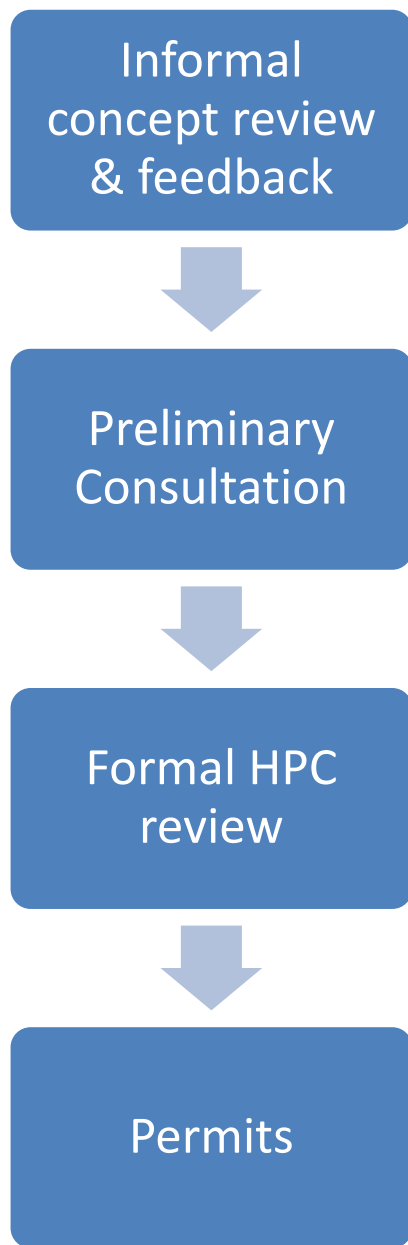 Informal
concept review
& feedback
Preliminary
Consultation
Formal HPC
review
Permits